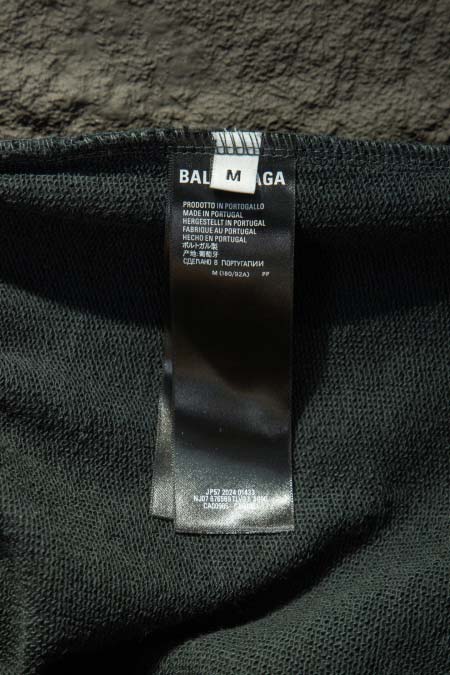 M
BAL AGA
PRODOTTO IN PORTOGALLO
MADE IN PORTUGAL
HERGESTELLT IN PORTUGAL
FABRIQUE AU PORTUGAL
HECHO EN PORTUGAL
ポルトガル製
产地:葡萄牙
СДЕЛАНО В ПОРТУГАЛИИ
M (180/92A) PP
JP57 2024 01433